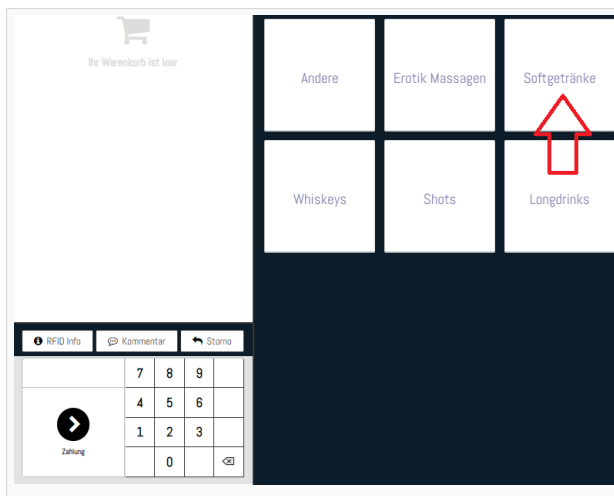 Ihr Warenkorb ist leer
Andere
Erotik Massagen
Softgetränke
Whiskeys
Shots
Longdrinks
RFID Info
Kommentar
Storno
7 8 9
4 5 6
1 2 3
0
Zahlung